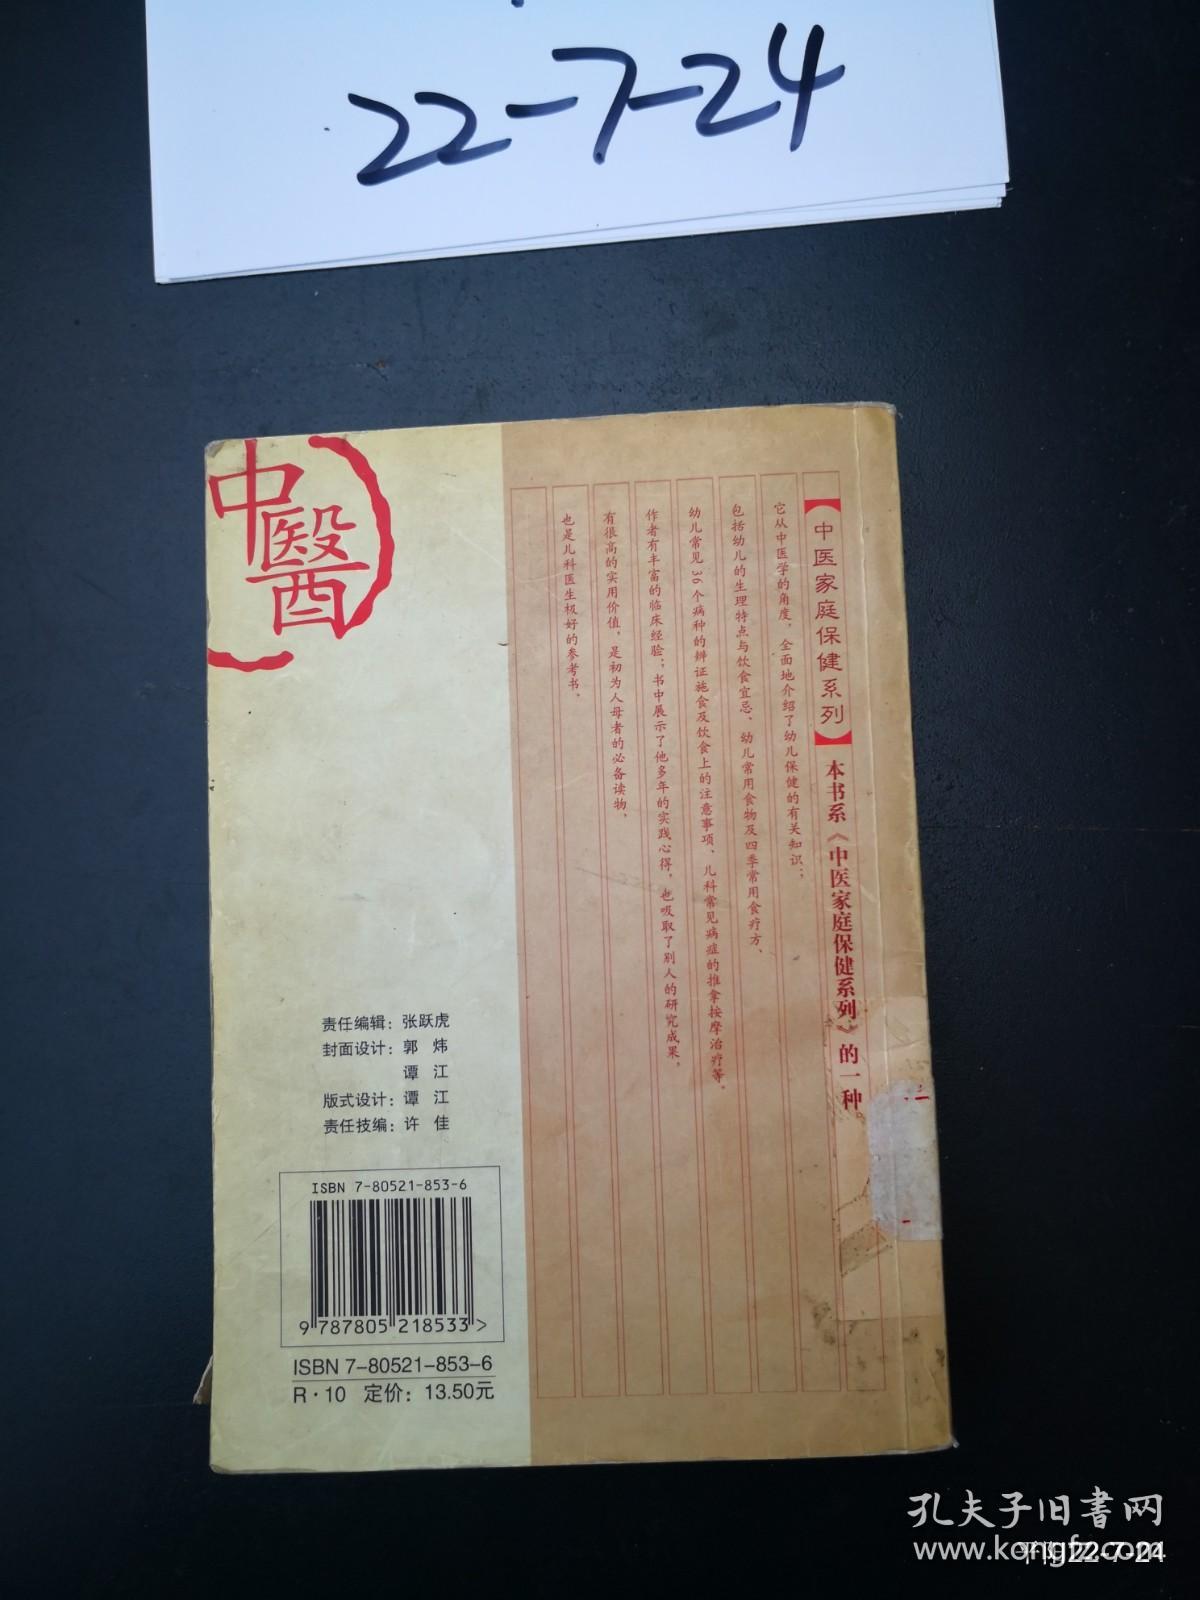 22-7-24
中醫
【中医家庭保健系列】本书系《中医家庭保健系列》的一种。
它从中医学的角度，全面地介绍了幼儿保健的有关知识；
包括幼儿的生理特点与饮食宜忌、幼儿常用食物及四季常用食疗方、
幼儿常见36个病种的辨证施食及饮食上的注意事项、儿科常见病症的推拿按摩治疗等。
作者有丰富的临床经验；书中展示了他多年的实践心得，也吸取了别人的研究成果，
有很高的实用价值，是初为人母者的必备读物，
也是儿科医生极好的参考书。
责任编辑：张跃虎
封面设计：郭 炜
谭 江
版式设计：谭 江
责任技编：许 佳
ISBN 7-80521-853-6
9 787805 218533 >
ISBN 7-80521-853-6
R·10 定价：13.50元
孔夫子旧书网
www.kongfz.com
22-7-24